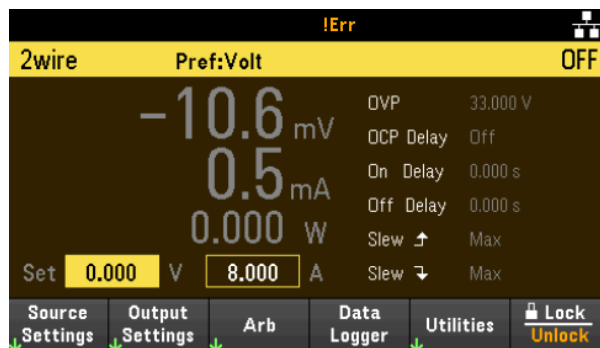 !Err
2wire Pref:Volt OFF
-10.6 mV
0.5 mA
0.000 W
Set 0.000 V 8.000 A
OVP 33.000 V
OCP Delay Off
On Delay 0.000 s
Off Delay 0.000 s
Slew Max
Slew Max
Source Settings
Output Settings
Arb
Data Logger
Utilities
Lock
Unlock